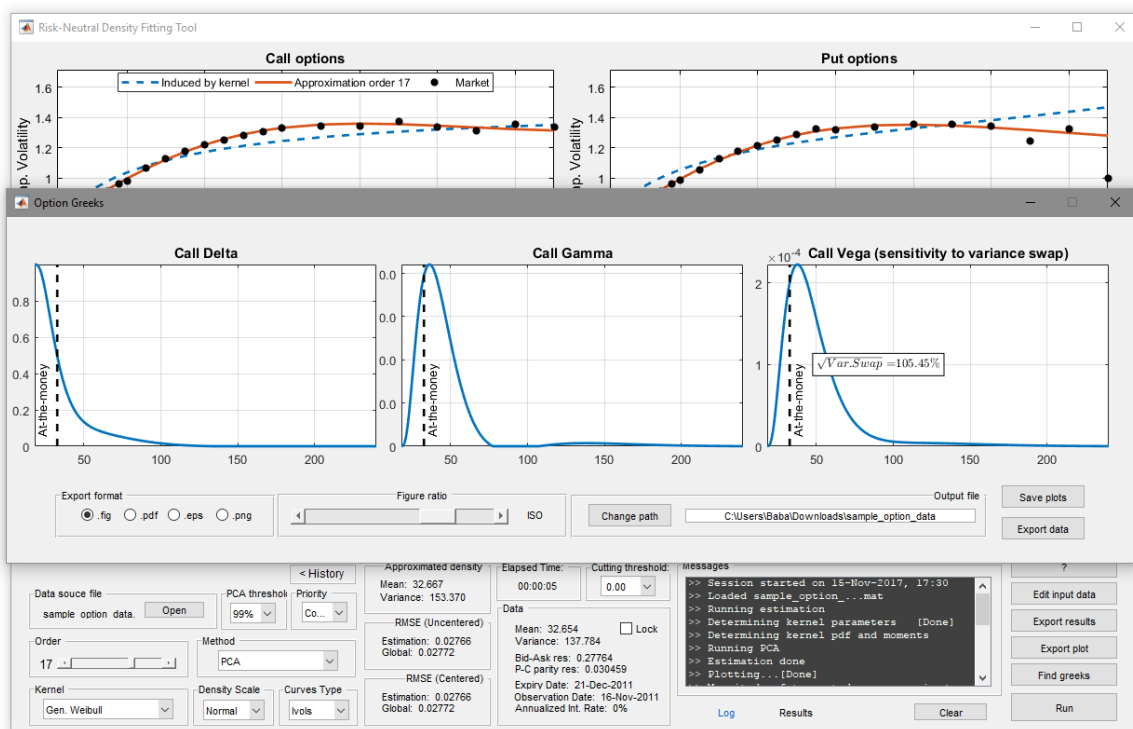 Risk-Neutral Density Fitting Tool
Call options
Put options
Induced by kernel
Approximation order 17
Market
1.6
1.4
1.2
1
p. Volatility
1.6
1.4
1.2
1
p. Volatility
Option Greeks
Call Delta
0.8
0.6
0.4
0.2
0
50 100 150 200
At-the-money
Call Gamma
0.0
0.0
0.0
0.0
0
50 100 150 200
At-the-money
×10⁻⁴
Call Vega (sensitivity to variance swap)
2
1
0
50 100 150 200
At-the-money
√Var.Swap =105.45%
Export format
.fig .pdf .eps .png
Figure ratio
ISO
Output file
Change path
C:\Users\Baba\Downloads\sample_option_data
Save plots
Export data
< History
Data souce file
sample option data.
Open
PCA threshol
99%
Priority
Co...
Order
17
Method
PCA
Kernel
Gen. Weibull
Density Scale
Normal
Curves Type
Ivols
Approximated density
Mean: 32.667
Variance: 153.370
RMSE (Uncentered)
Estimation: 0.02766
Global: 0.02772
RMSE (Centered)
Estimation: 0.02766
Global: 0.02772
Elapsed Time:
00:00:05
Cutting threshold:
0.00
Data
Mean: 32.654
Lock
Variance: 137.784
Bid-Ask res: 0.27764
P-C parity res: 0.030459
Expiry Date: 21-Dec-2011
Observation Date: 16-Nov-2011
Annualized Int. Rate: 0%
Messages
>> Session started on 15-Nov-2017, 17:30
>> Loaded sample_option_...mat
>> Running estimation
>> Determining kernel parameters [Done]
>> Determining kernel pdf and moments
>> Running PCA
>> Estimation done
>> Plotting...[Done]
Log
Results
Clear
?
Edit input data
Export results
Export plot
Find greeks
Run